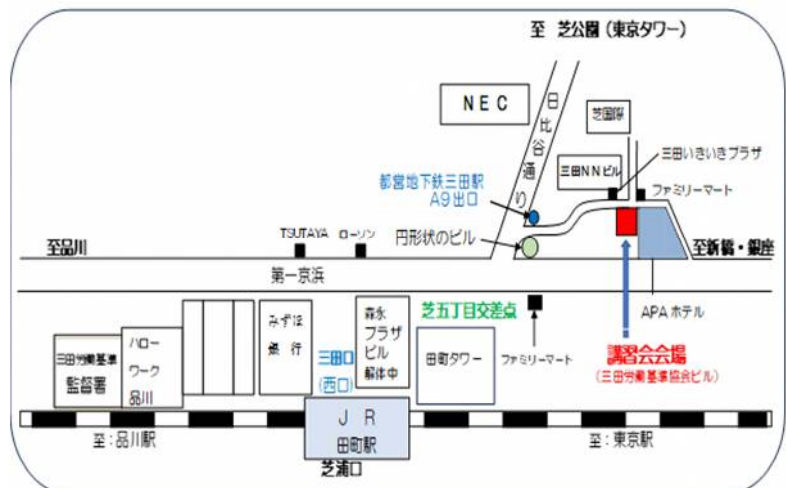 至 芝公園（東京タワー）
NEC
日比谷通り
芝国際
三田いきいきプラザ
三田NNビル
ファミリーマート
都営地下鉄三田駅
A9出口
TSUTAYA ローソン
円形状のビル
至品川
至新橋・銀座
第一京浜
APAホテル
みずほ
銀行
森永
プラザ
ビル
解体中
芝五丁目交差点
三田労働基準
監督署
ハロー
ワーク
品川
三田口
（西口）
田町タワー
ファミリーマート
講習会会場
（三田労働基準協会ビル）
JR
田町駅
至：品川駅
至：東京駅
芝浦口